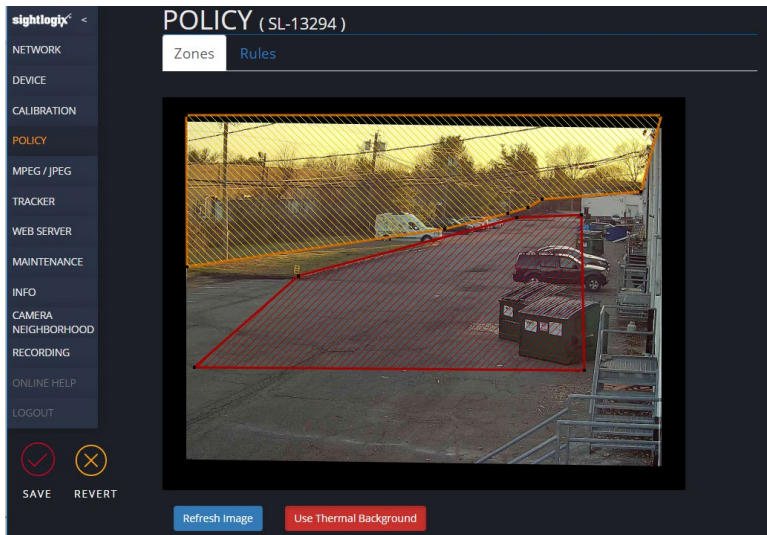 sightlogix <
POLICY ( SL-13294 )
Zones Rules
NETWORK
DEVICE
CALIBRATION
POLICY
MPEG / JPEG
TRACKER
WEB SERVER
MAINTENANCE
INFO
CAMERA
NEIGHBORHOOD
RECORDING
ONLINE HELP
LOGOUT
SAVE REVERT
Refresh Image Use Thermal Background